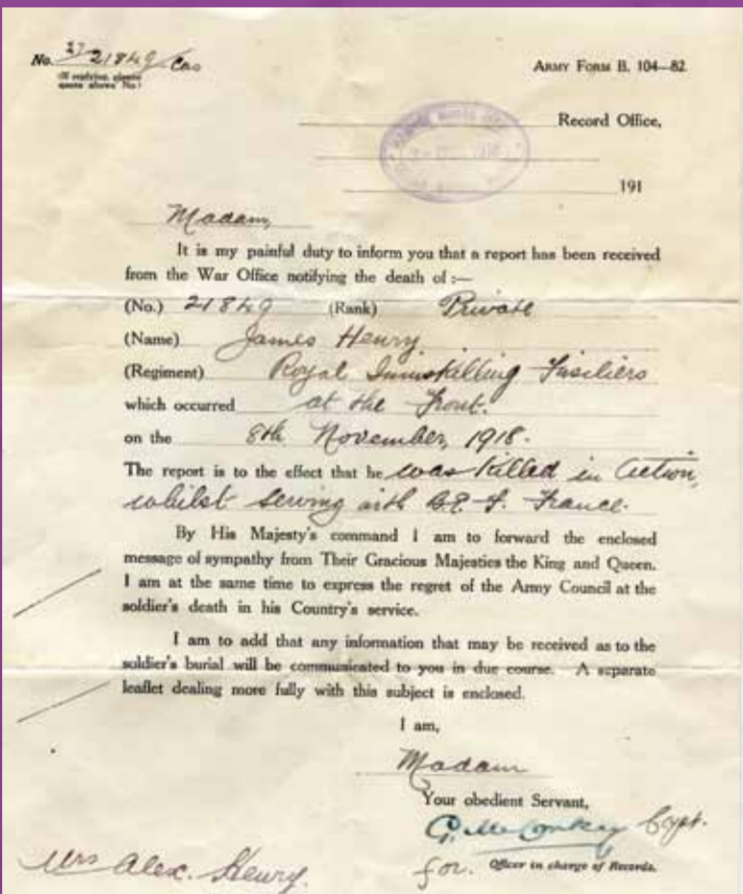 No. 27 21849 Cas
(If replying, please
quote above No.)
ARMY FORM B. 104—82
Record Office,
191
Madam,
It is my painful duty to inform you that a report has been received
from the War Office notifying the death of :—
(No.) 21849 (Rank) Private
(Name) James Henry
(Regiment) Royal Inniskilling Fusiliers
which occurred at the Front.
on the 8th November, 1918.
The report is to the effect that he was Killed in Action,
whilst serving with B.E.F. France.
By His Majesty's command I am to forward the enclosed
message of sympathy from Their Gracious Majesties the King and Queen.
I am at the same time to express the regret of the Army Council at the
soldier's death in his Country's service.
I am to add that any information that may be received as to the
soldier's burial will be communicated to you in due course. A separate
leaflet dealing more fully with this subject is enclosed.
I am,
Madam
Your obedient Servant,
G. McConkey Capt.
for. Officer in charge of Records.
Mrs Alex. Henry.